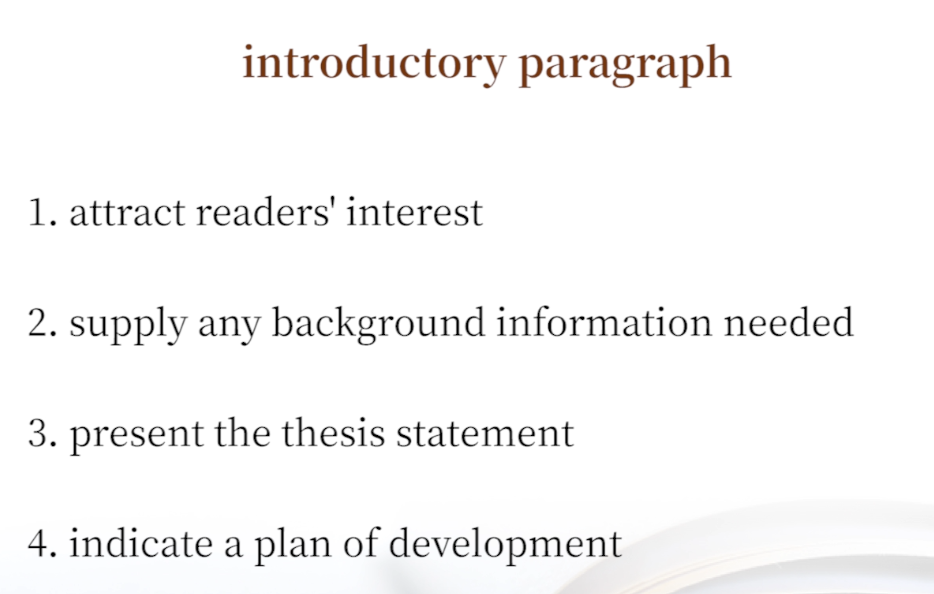 introductory paragraph
1. attract readers' interest
2. supply any background information needed
3. present the thesis statement
4. indicate a plan of development